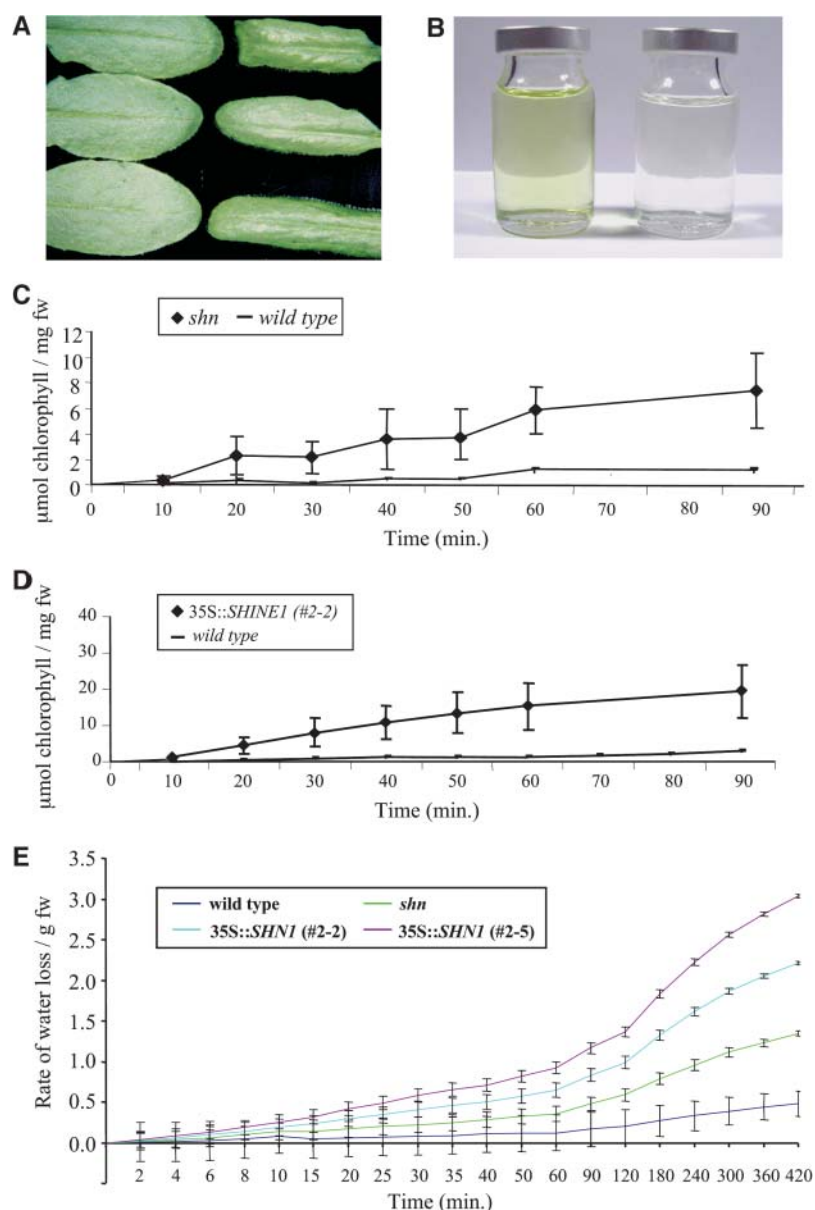 A
B
C
shn wild type
µmol chlorophyll / mg fw
12
10
8
6
4
2
0
0 10 20 30 40 50 60 70 80 90
Time (min.)
D
35S::SHINE1 (#2-2)
wild type
µmol chlorophyll / mg fw
40
30
20
10
0
0 10 20 30 40 50 60 70 80 90
Time (min.)
E
wild type shn
35S::SHN1 (#2-2) 35S::SHN1 (#2-5)
Rate of water loss / g fw
3.5
3.0
2.5
2.0
1.5
1.0
0.5
0.0
2 4 6 8 10 15 20 25 30 35 40 50 60 90 120 180 240 300 360 420
Time (min.)